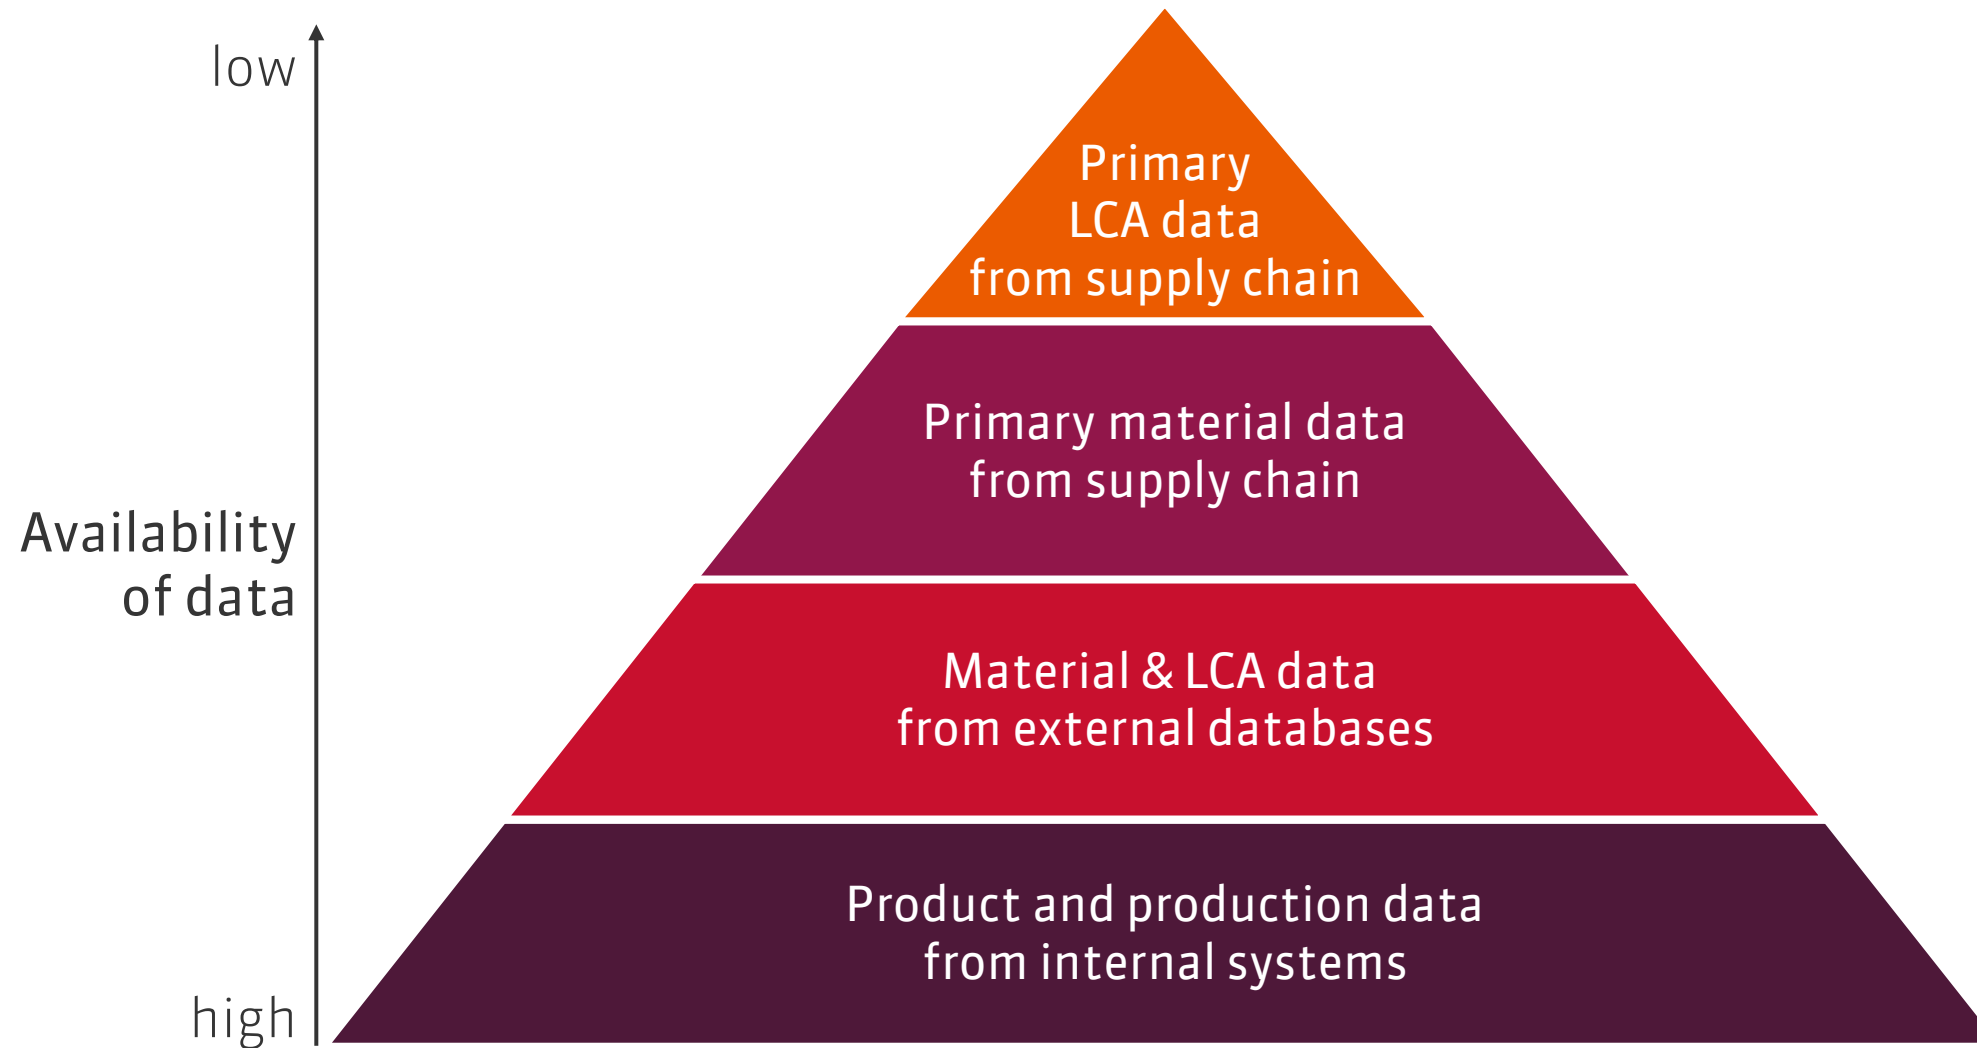 low
Primary
LCA data
from supply chain
Primary material data
from supply chain
Availability
of data
Material & LCA data
from external databases
Product and production data
from internal systems
high